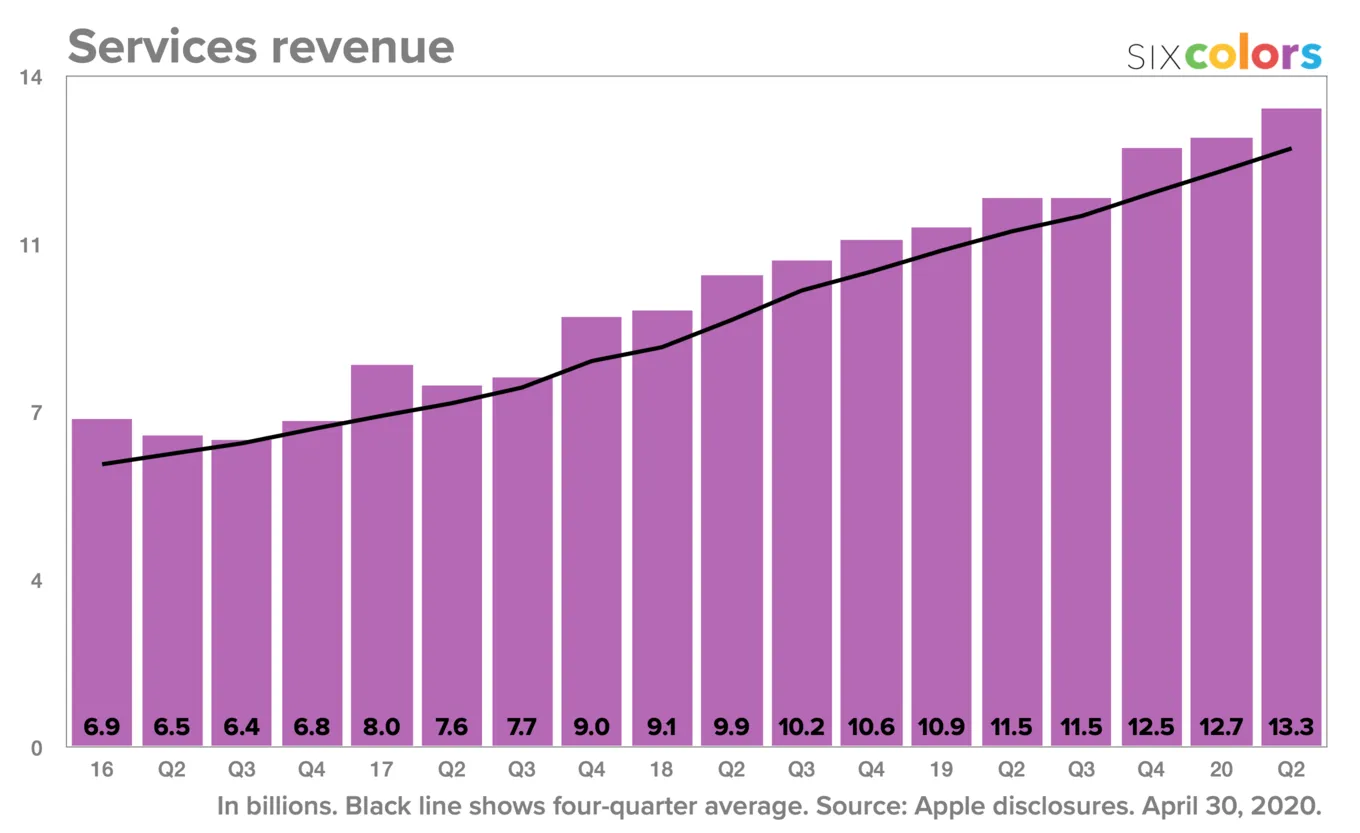 Services revenue
SIXcolors
14
11
7
4
0
6.9 6.5 6.4 6.8 8.0 7.6 7.7 9.0 9.1 9.9 10.2 10.6 10.9 11.5 11.5 12.5 12.7 13.3
16 Q2 Q3 Q4 17 Q2 Q3 Q4 18 Q2 Q3 Q4 19 Q2 Q3 Q4 20 Q2
In billions. Black line shows four-quarter average. Source: Apple disclosures. April 30, 2020.